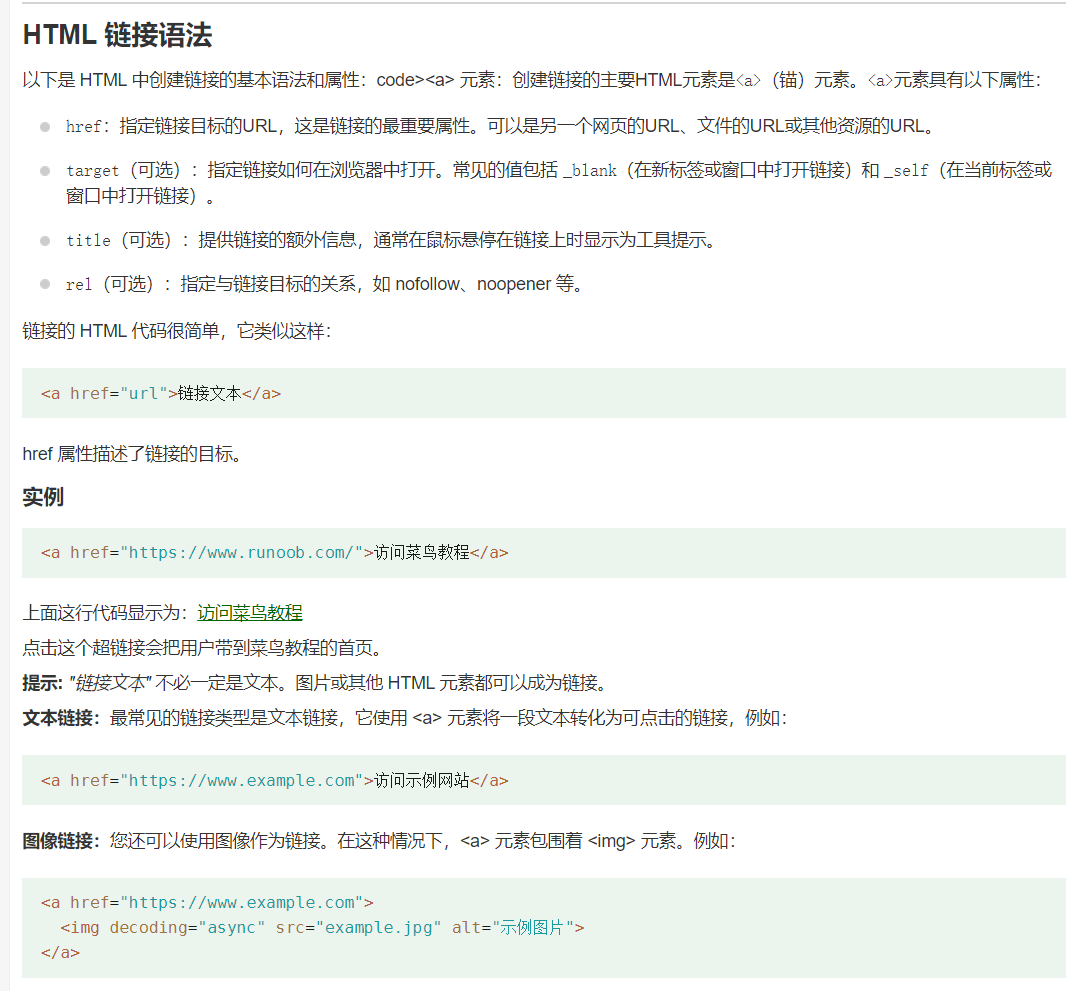 HTML 链接语法
以下是 HTML 中创建链接的基本语法和属性：code><a> 元素：创建链接的主要HTML元素是<a>（锚）元素。<a>元素具有以下属性：
href：指定链接目标的URL，这是链接的最重要属性。可以是另一个网页的URL、文件的URL或其他资源的URL。
target（可选）：指定链接如何在浏览器中打开。常见的值包括 _blank（在新标签或窗口中打开链接）和 _self（在当前标签或
窗口中打开链接）。
title（可选）：提供链接的额外信息，通常在鼠标悬停在链接上时显示为工具提示。
rel（可选）：指定与链接目标的关系，如 nofollow、noopener 等。
链接的 HTML 代码很简单，它类似这样：
<a href="url">链接文本</a>
href 属性描述了链接的目标。
实例
<a href="https://www.runoob.com/">访问菜鸟教程</a>
上面这行代码显示为：访问菜鸟教程
点击这个超链接会把用户带到菜鸟教程的首页。
提示: "链接文本" 不必一定是文本。图片或其他 HTML 元素都可以成为链接。
文本链接：最常见的链接类型是文本链接，它使用 <a> 元素将一段文本转化为可点击的链接，例如：
<a href="https://www.example.com">访问示例网站</a>
图像链接：您还可以使用图像作为链接。在这种情况下，<a> 元素包围着 <img> 元素。例如：
<a href="https://www.example.com">
<img decoding="async" src="example.jpg" alt="示例图片">
</a>